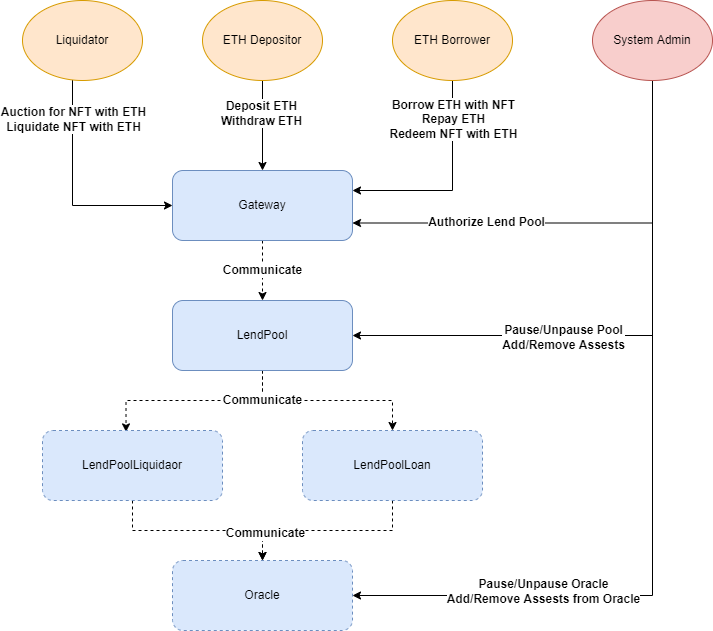 Liquidator
ETH Depositor
ETH Borrower
System Admin
Auction for NFT with ETH
Liquidate NFT with ETH
Deposit ETH
Withdraw ETH
Borrow ETH with NFT
Repay ETH
Redeem NFT with ETH
Gateway
Authorize Lend Pool
Communicate
LendPool
Pause/Unpause Pool
Add/Remove Assests
Communicate
LendPoolLiquidaor
LendPoolLoan
Communicate
Oracle
Pause/Unpause Oracle
Add/Remove Assests from Oracle